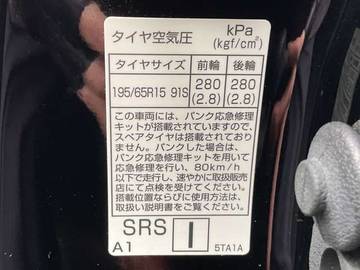 タイヤ空気圧 kPa
(kgf/cm²)
タイヤサイズ 前輪 後輪
195/65R15 91S 280 (2.8) 280 (2.8)
この車両には、パンク応急修理
キットが搭載されていますので、
スペアタイヤは搭載されており
ません。パンクした場合は、
パンク応急修理キットを用いて
応急修理を行い、80km/h
以下で走行し、速やかに取扱販売
店にて点検を受けてください。
搭載位置ならびに使用方法は、
取扱い説明書をご覧ください。
SRS I
A1 5TA1A